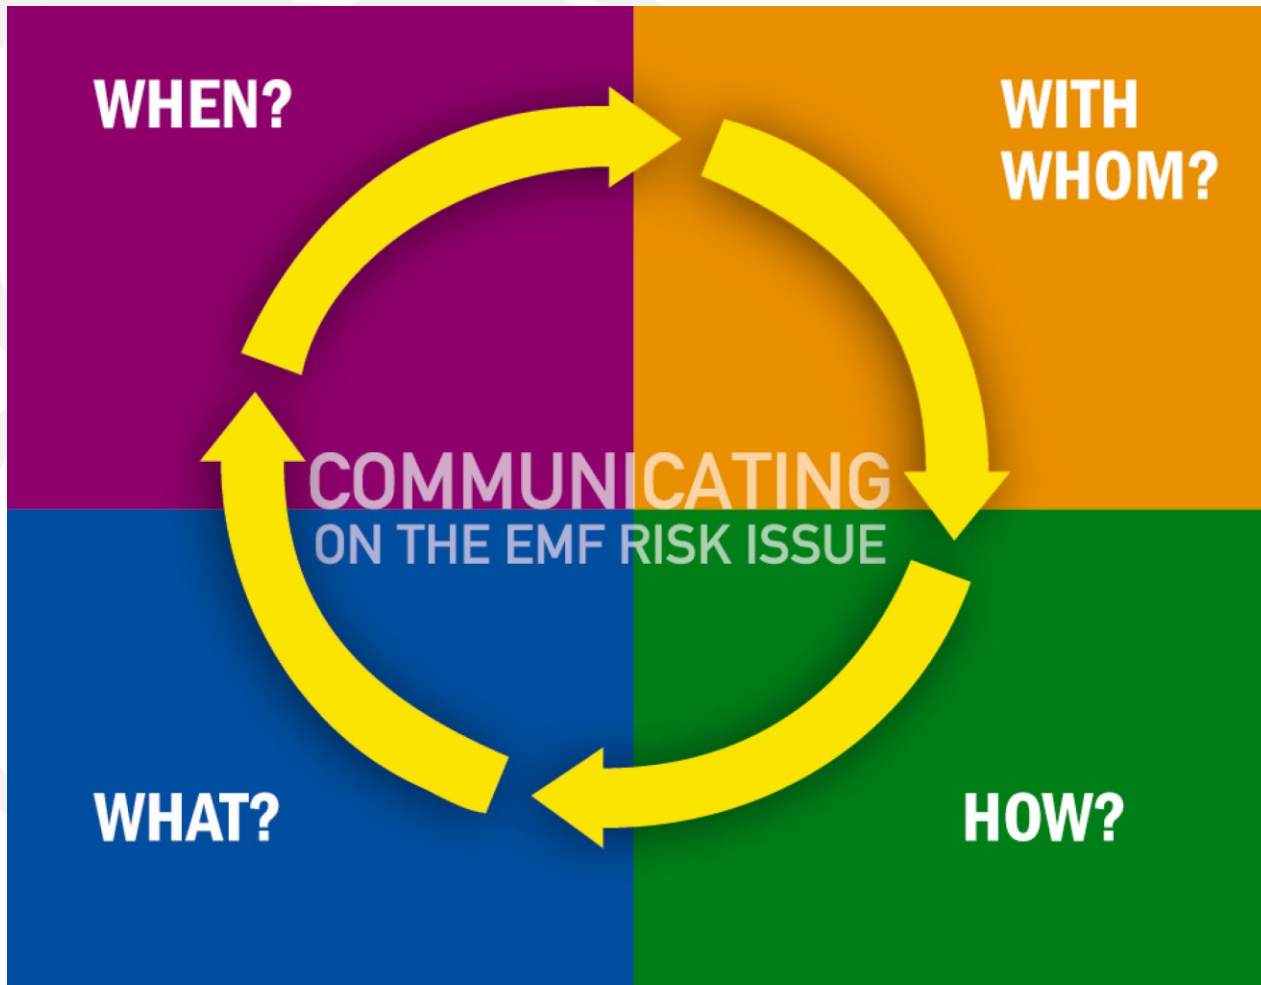 WHEN?
WITH
WHOM?
COMMUNICATING
ON THE EMF RISK ISSUE
WHAT?
HOW?